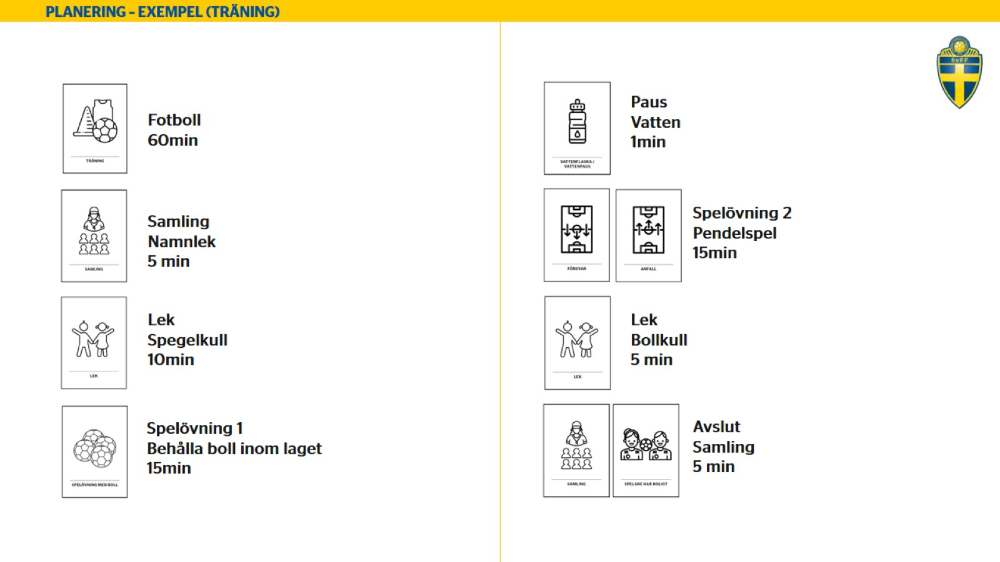 PLANERING – EXEMPEL (TRÄNING)
TRÄNING
Fotboll
60min
SAMLING
Samling
Namnlek
5 min
LEK
Lek
Spegelkull
10min
SPELÖVNING MED BOLL
Spelövning 1
Behålla boll inom laget
15min
SvFF
VATTENFLASKA /
VATTENPAUS
Paus
Vatten
1min
FÖRSVAR
ANFALL
Spelövning 2
Pendelspel
15min
LEK
Lek
Bollkull
5 min
SAMLING
SPELARE HAR ROLIGT
Avslut
Samling
5 min